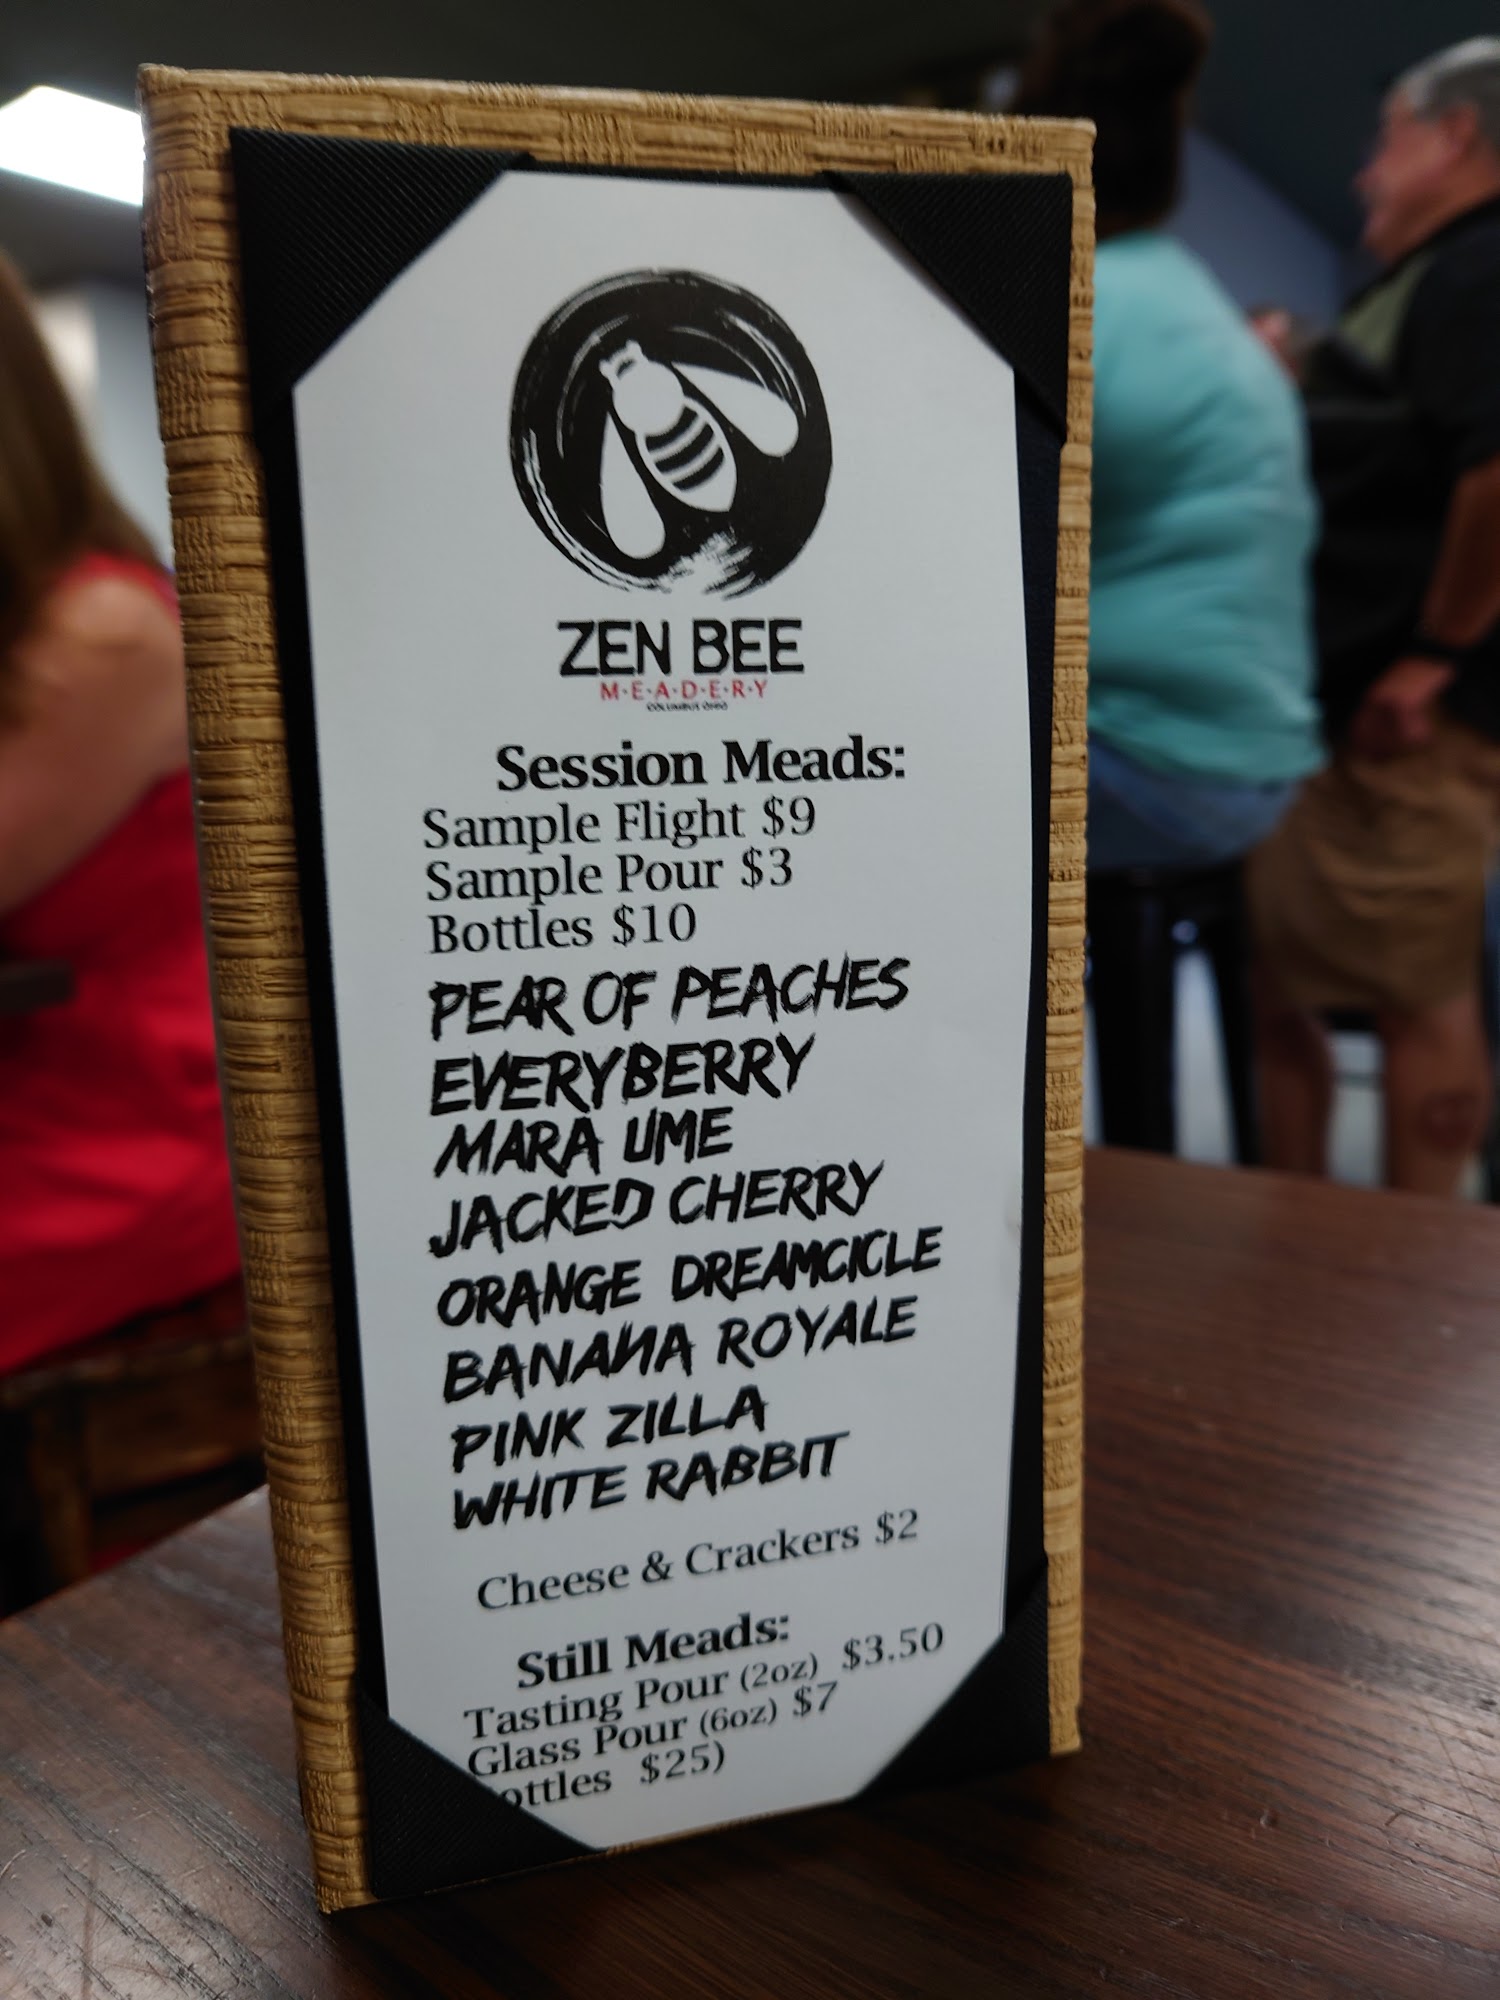 ZEN BEE
M·E·A·D·E·R·Y
COLUMBUS OHIO
Session Meads:
Sample Flight $9
Sample Pour $3
Bottles $10
PEAR OF PEACHES
EVERYBERRY
MARA UME
JACKED CHERRY
ORANGE DREAMCICLE
BANANA ROYALE
PINK ZILLA
WHITE RABBIT
Cheese & Crackers $2
Still Meads:
Tasting Pour (2oz) $3.50
Glass Pour (6oz) $7
ottles $25)